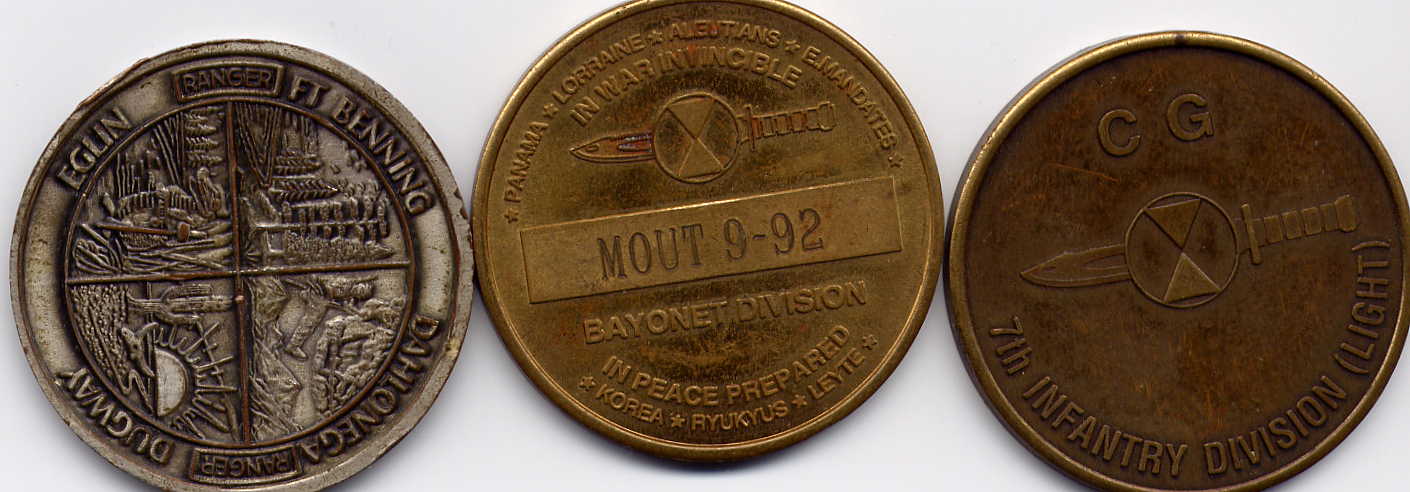 RANGER
EGLIN
FT BENNING
DUGWAY
DAHLONEGA
RANGER
★ PANAMA ★ LORRAINE ★ ALEUTIANS ★ E.MANDATES ★
IN WAR INVINCIBLE
MOUT 9-92
BAYONET DIVISION
IN PEACE PREPARED
★ KOREA ★ RYUKYUS ★ LEYTE ★
C G
7th INFANTRY DIVISION (LIGHT)